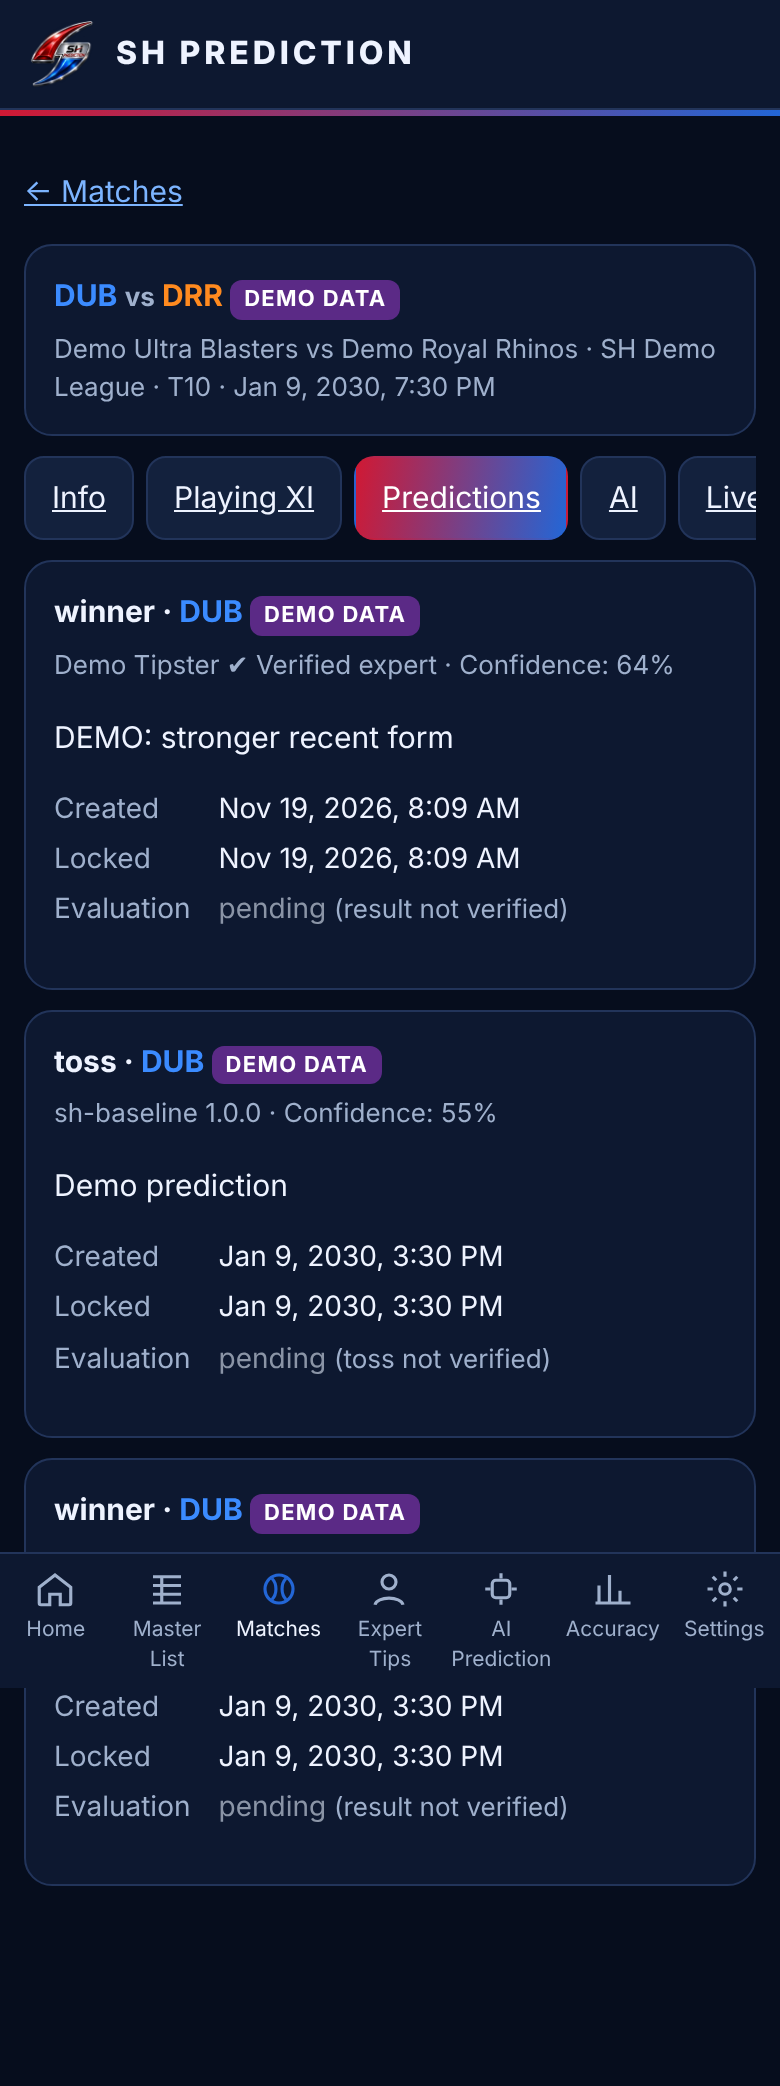 SH PREDICTION
← Matches
DUB vs DRR DEMO DATA
Demo Ultra Blasters vs Demo Royal Rhinos · SH Demo
League · T10 · Jan 9, 2030, 7:30 PM
Info Playing XI Predictions AI Live
winner · DUB DEMO DATA
Demo Tipster ✔ Verified expert · Confidence: 64%
DEMO: stronger recent form
Created Nov 19, 2026, 8:09 AM
Locked Nov 19, 2026, 8:09 AM
Evaluation pending (result not verified)
toss · DUB DEMO DATA
sh-baseline 1.0.0 · Confidence: 55%
Demo prediction
Created Jan 9, 2030, 3:30 PM
Locked Jan 9, 2030, 3:30 PM
Evaluation pending (toss not verified)
winner · DUB DEMO DATA
Home Master List Matches Expert Tips AI Prediction Accuracy Settings
Created Jan 9, 2030, 3:30 PM
Locked Jan 9, 2030, 3:30 PM
Evaluation pending (result not verified)